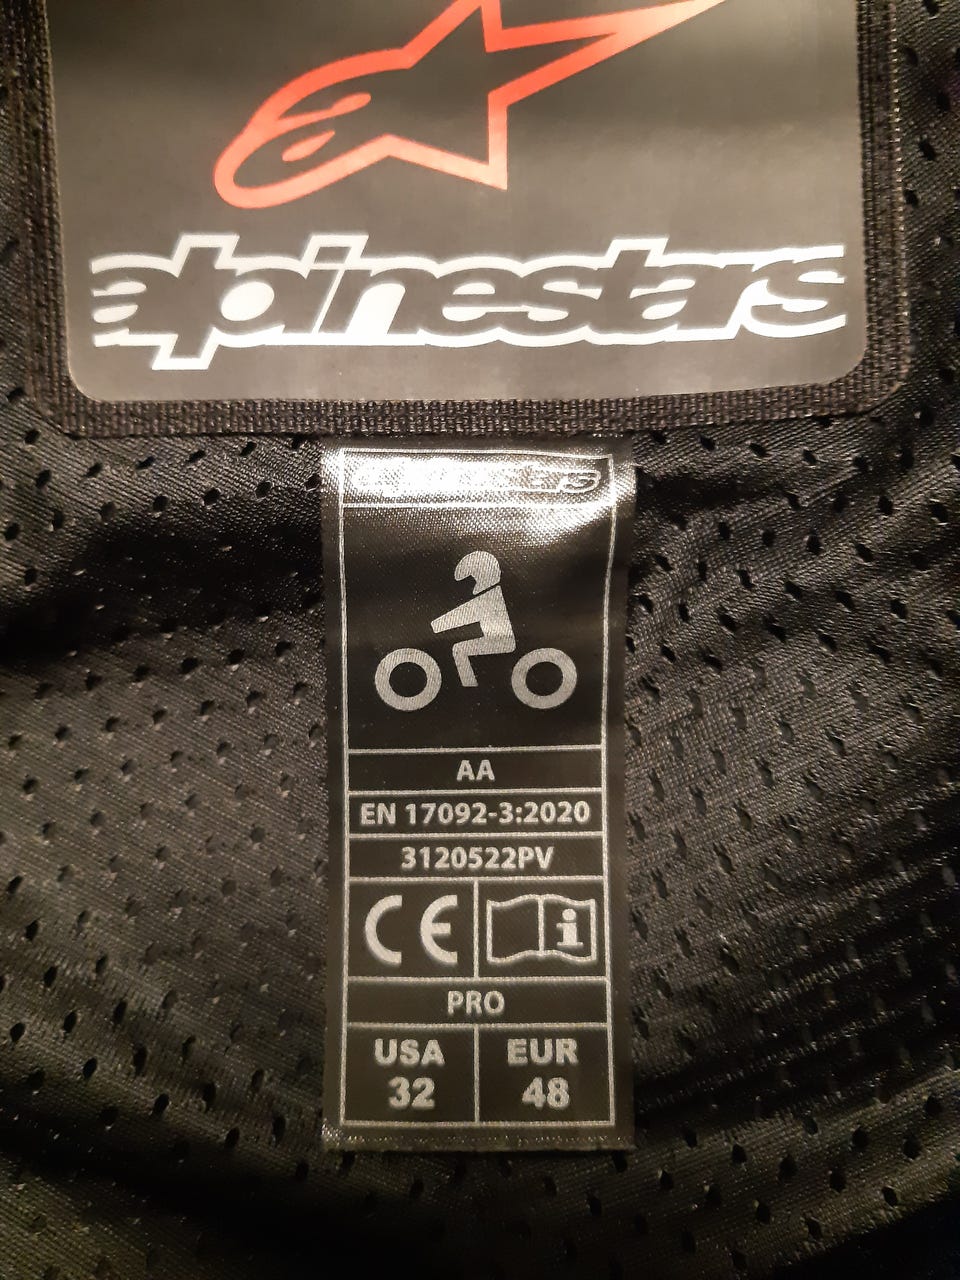 alpinestars
AA
EN 17092-3:2020
3120522PV
CE i
PRO
USA EUR
32 48